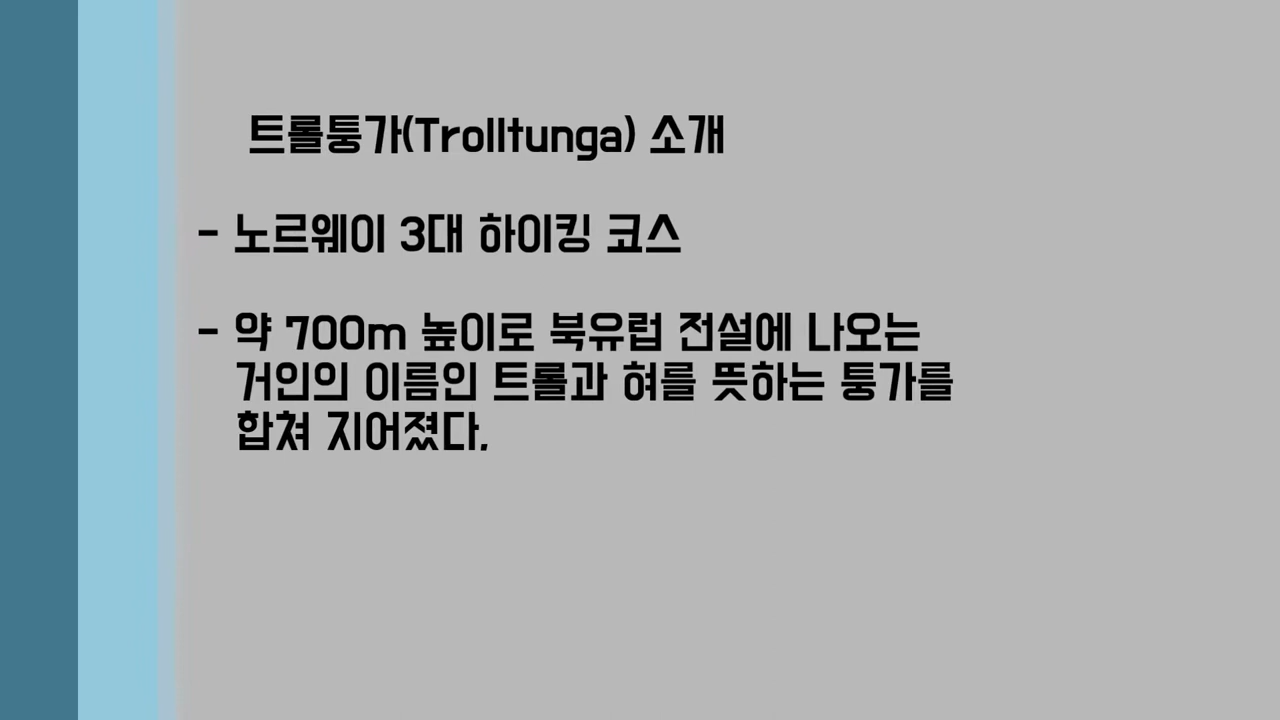 트롤퉁가(Trolltunga) 소개
- 노르웨이 3대 하이킹 코스
- 약 700m 높이로 북유럽 전설에 나오는
거인의 이름인 트롤과 혀를 뜻하는 퉁가를
합쳐 지어졌다.